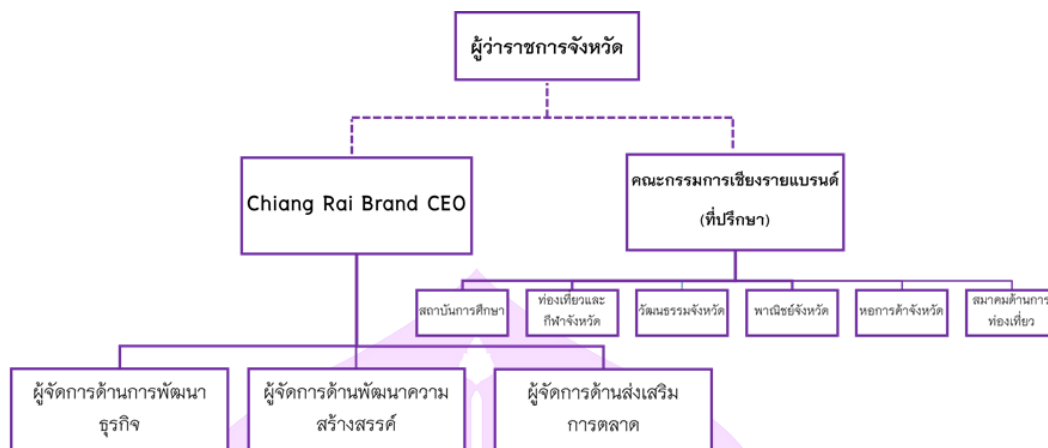 ผู้ว่าราชการจังหวัด
Chiang Rai Brand CEO
คณะกรรมการเชียงรายแบรนด์
(ที่ปรึกษา)
สถาบันการศึกษา
ท่องเที่ยวและ
กีฬาจังหวัด
วัฒนธรรมจังหวัด
พาณิชย์จังหวัด
หอการค้าจังหวัด
สมาคมด้านการ
ท่องเที่ยว
ผู้จัดการด้านการพัฒนา
ธุรกิจ
ผู้จัดการด้านพัฒนาความ
สร้างสรรค์
ผู้จัดการด้านส่งเสริม
การตลาด